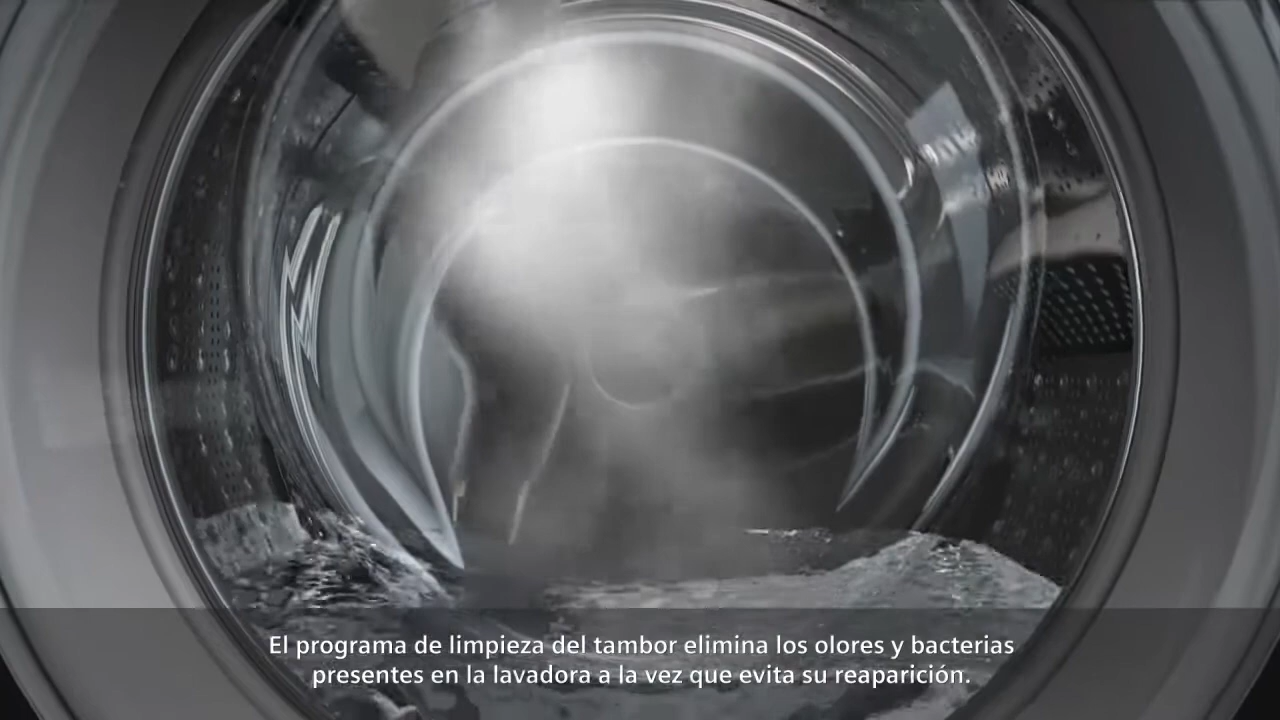 El programa de limpieza del tambor elimina los olores y bacterias
presentes en la lavadora a la vez que evita su reaparición.